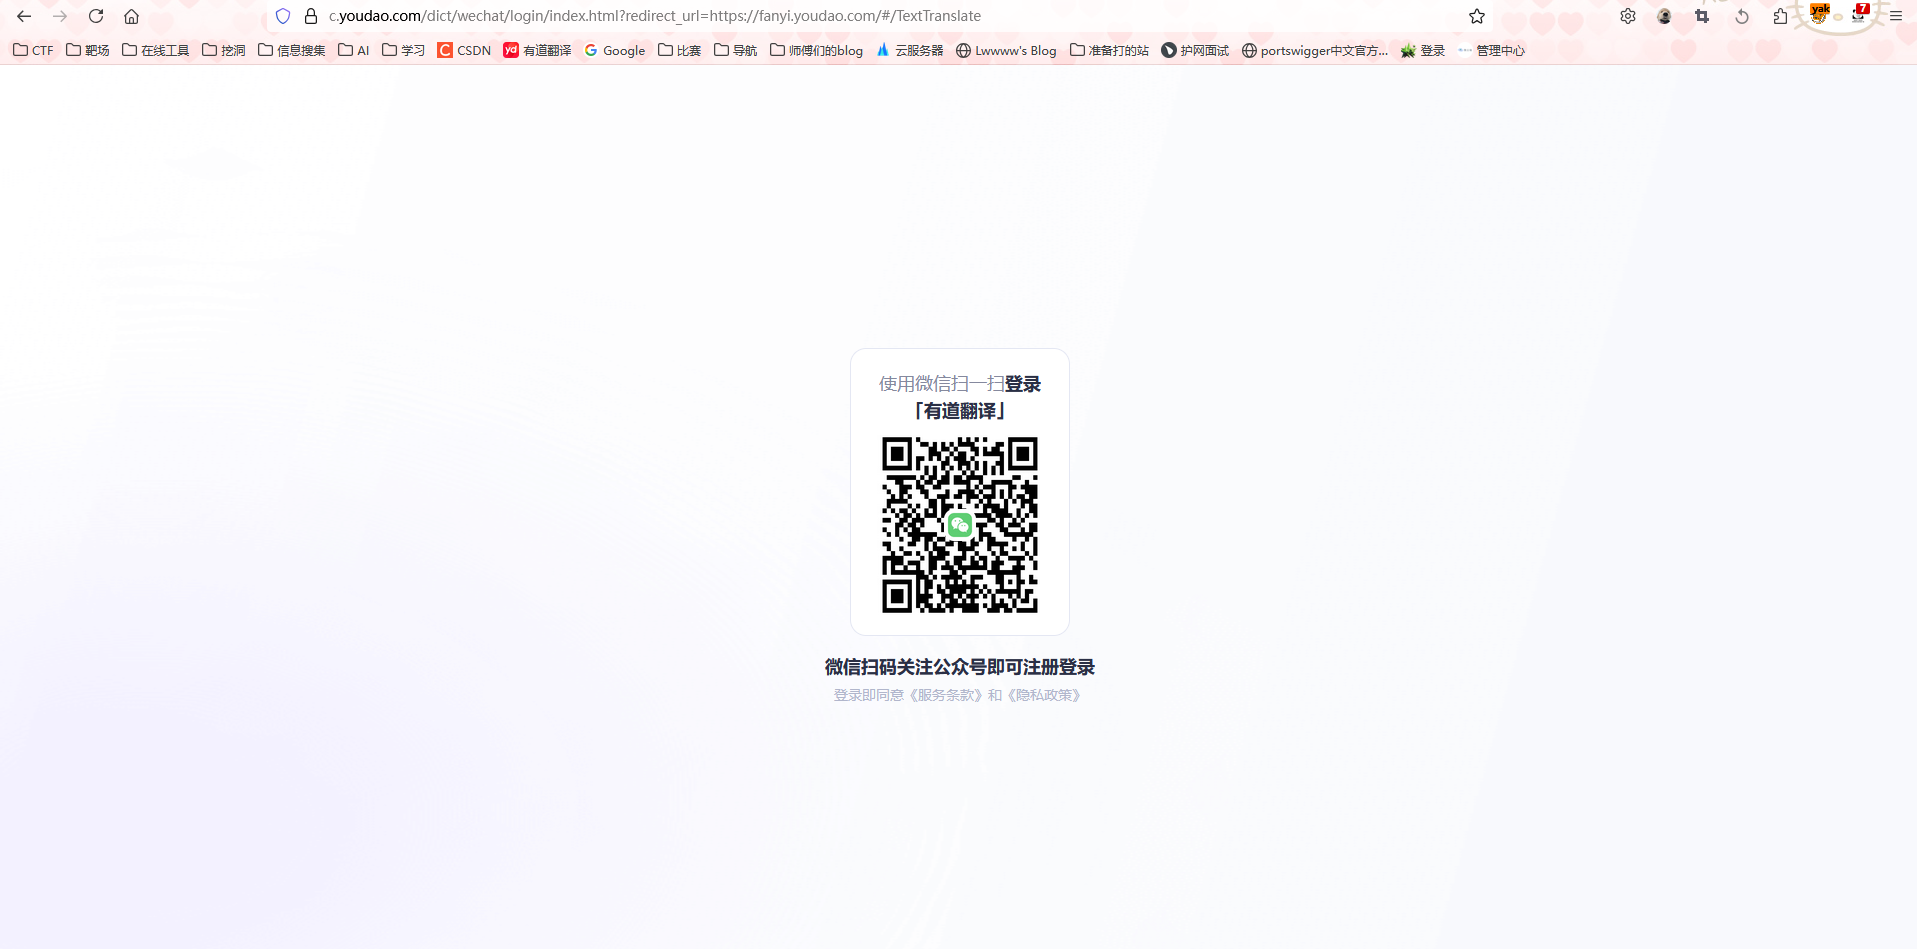 c.youdao.com/dict/wechat/login/index.html?redirect_url=https://fanyi.youdao.com/#/TextTranslate
yak
7
CTF 靶场 在线工具 挖洞 信息搜集 AI 学习 CSDN yd 有道翻译 Google 比赛 导航 师傅们的blog 云服务器 Lwwww's Blog 准备打的站 护网面试 portswigger中文官方... 登录 管理中心
使用微信扫一扫登录
「有道翻译」
微信扫码关注公众号即可注册登录
登录即同意《服务条款》和《隐私政策》